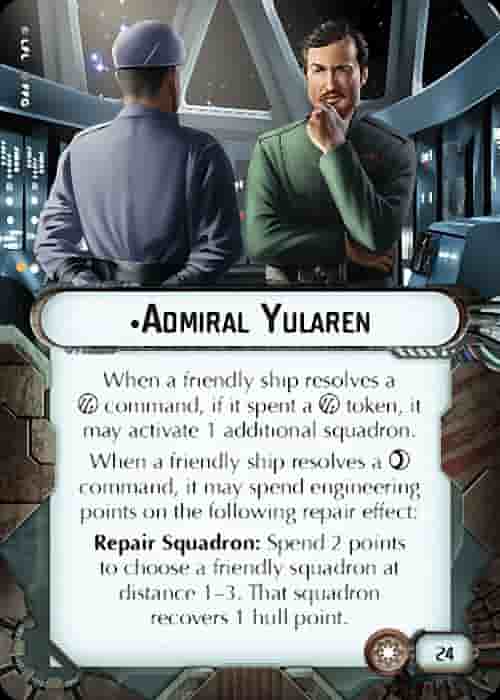 © LFL © FFG
•Admiral Yularen
When a friendly ship resolves a
command, if it spent a token, it
may activate 1 additional squadron.
When a friendly ship resolves a
command, it may spend engineering
points on the following repair effect:
Repair Squadron: Spend 2 points
to choose a friendly squadron at
distance 1–3. That squadron
recovers 1 hull point.
24